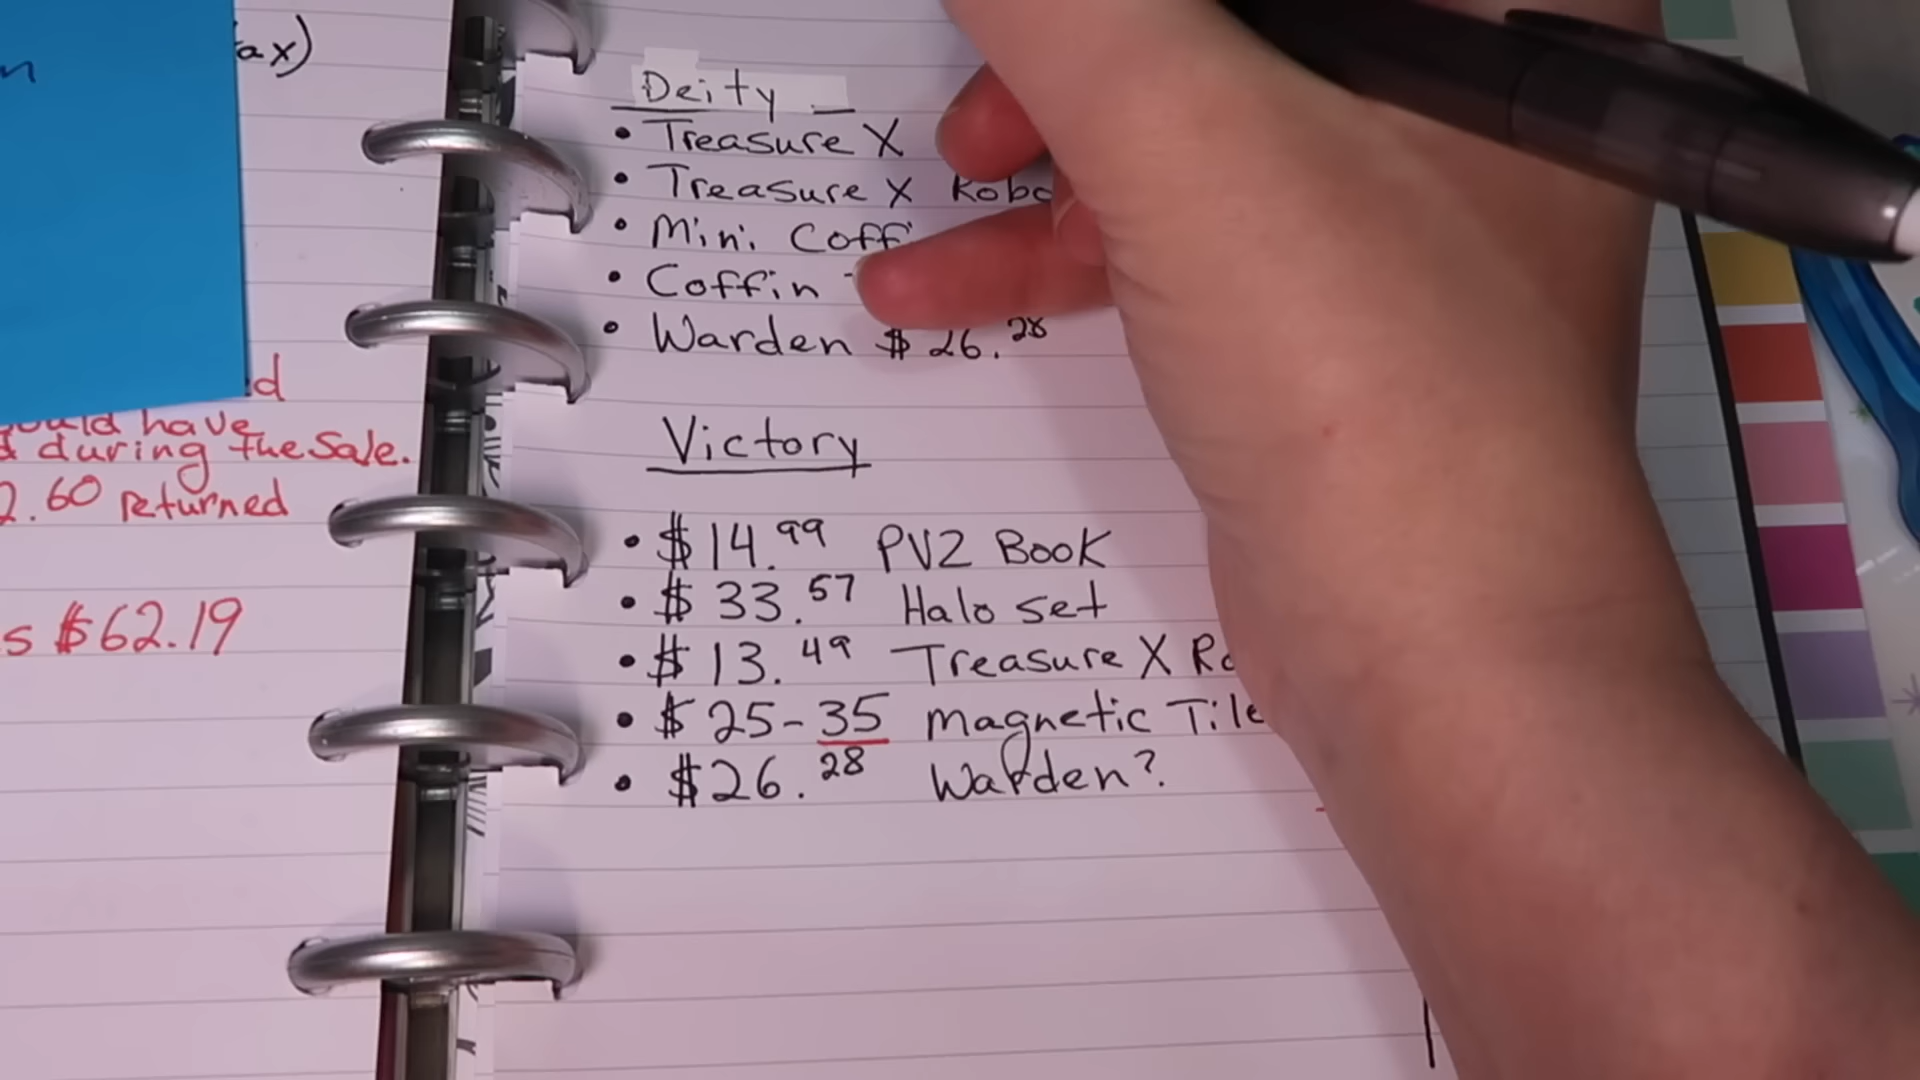 ax)
d
ould have
during the Sale.
2.60 returned
s $62.19
Deity
• Treasure X
• Treasure X Robo
• Mini Coffi
• Coffin
• Warden $26.28
Victory
• $14.99 PVZ Book
• $33.57 Halo set
• $13.49 Treasure X Ro
• $25-35 Magnetic Tile
• $26.28 Warden?